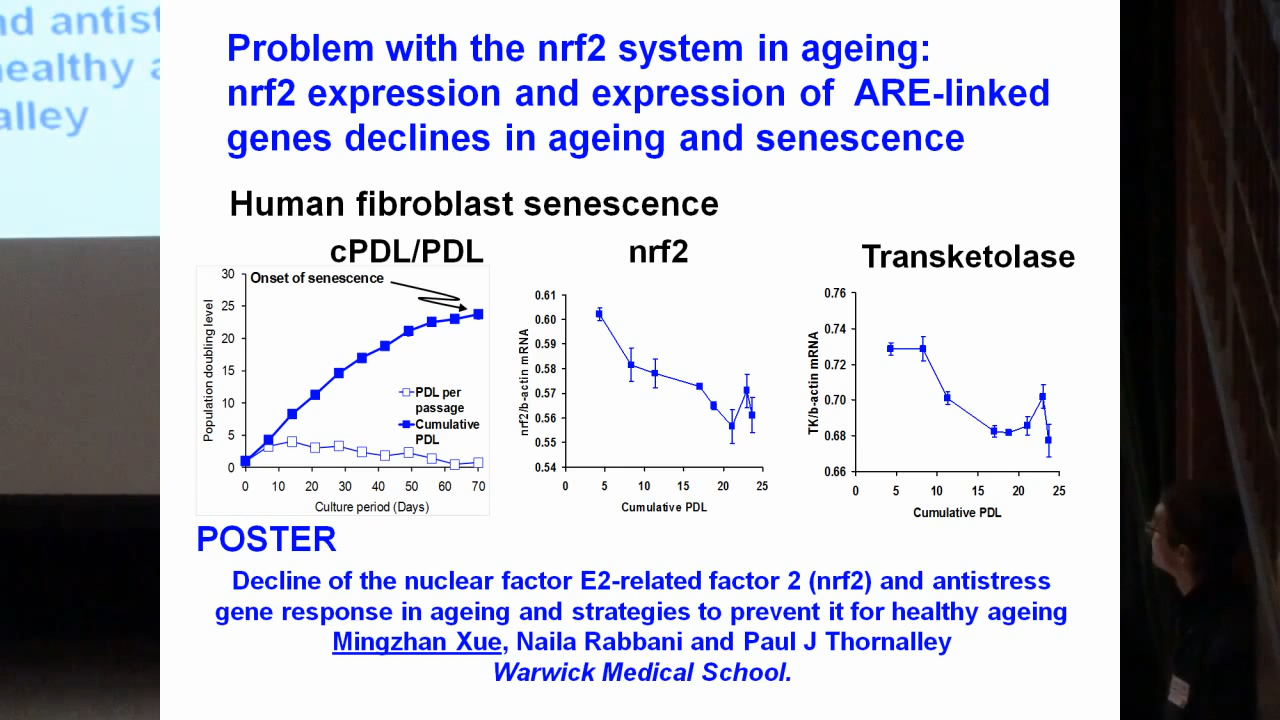 nd antist
healthy a
alley
Problem with the nrf2 system in ageing:
nrf2 expression and expression of ARE-linked
genes declines in ageing and senescence
Human fibroblast senescence
cPDL/PDL
Onset of senescence
Population doubling level
30
25
20
15
10
5
0
PDL per
passage
Cumulative
PDL
0 10 20 30 40 50 60 70
Culture period (Days)
nrf2
nrf2/b-actin mRNA
0.61
0.60
0.59
0.58
0.57
0.56
0.55
0.54
0 5 10 15 20 25
Cumulative PDL
Transketolase
TK/b-actin mRNA
0.76
0.74
0.72
0.70
0.68
0.66
0 5 10 15 20 25
Cumulative PDL
POSTER
Decline of the nuclear factor E2-related factor 2 (nrf2) and antistress
gene response in ageing and strategies to prevent it for healthy ageing
Mingzhan Xue, Naila Rabbani and Paul J Thornalley
Warwick Medical School.